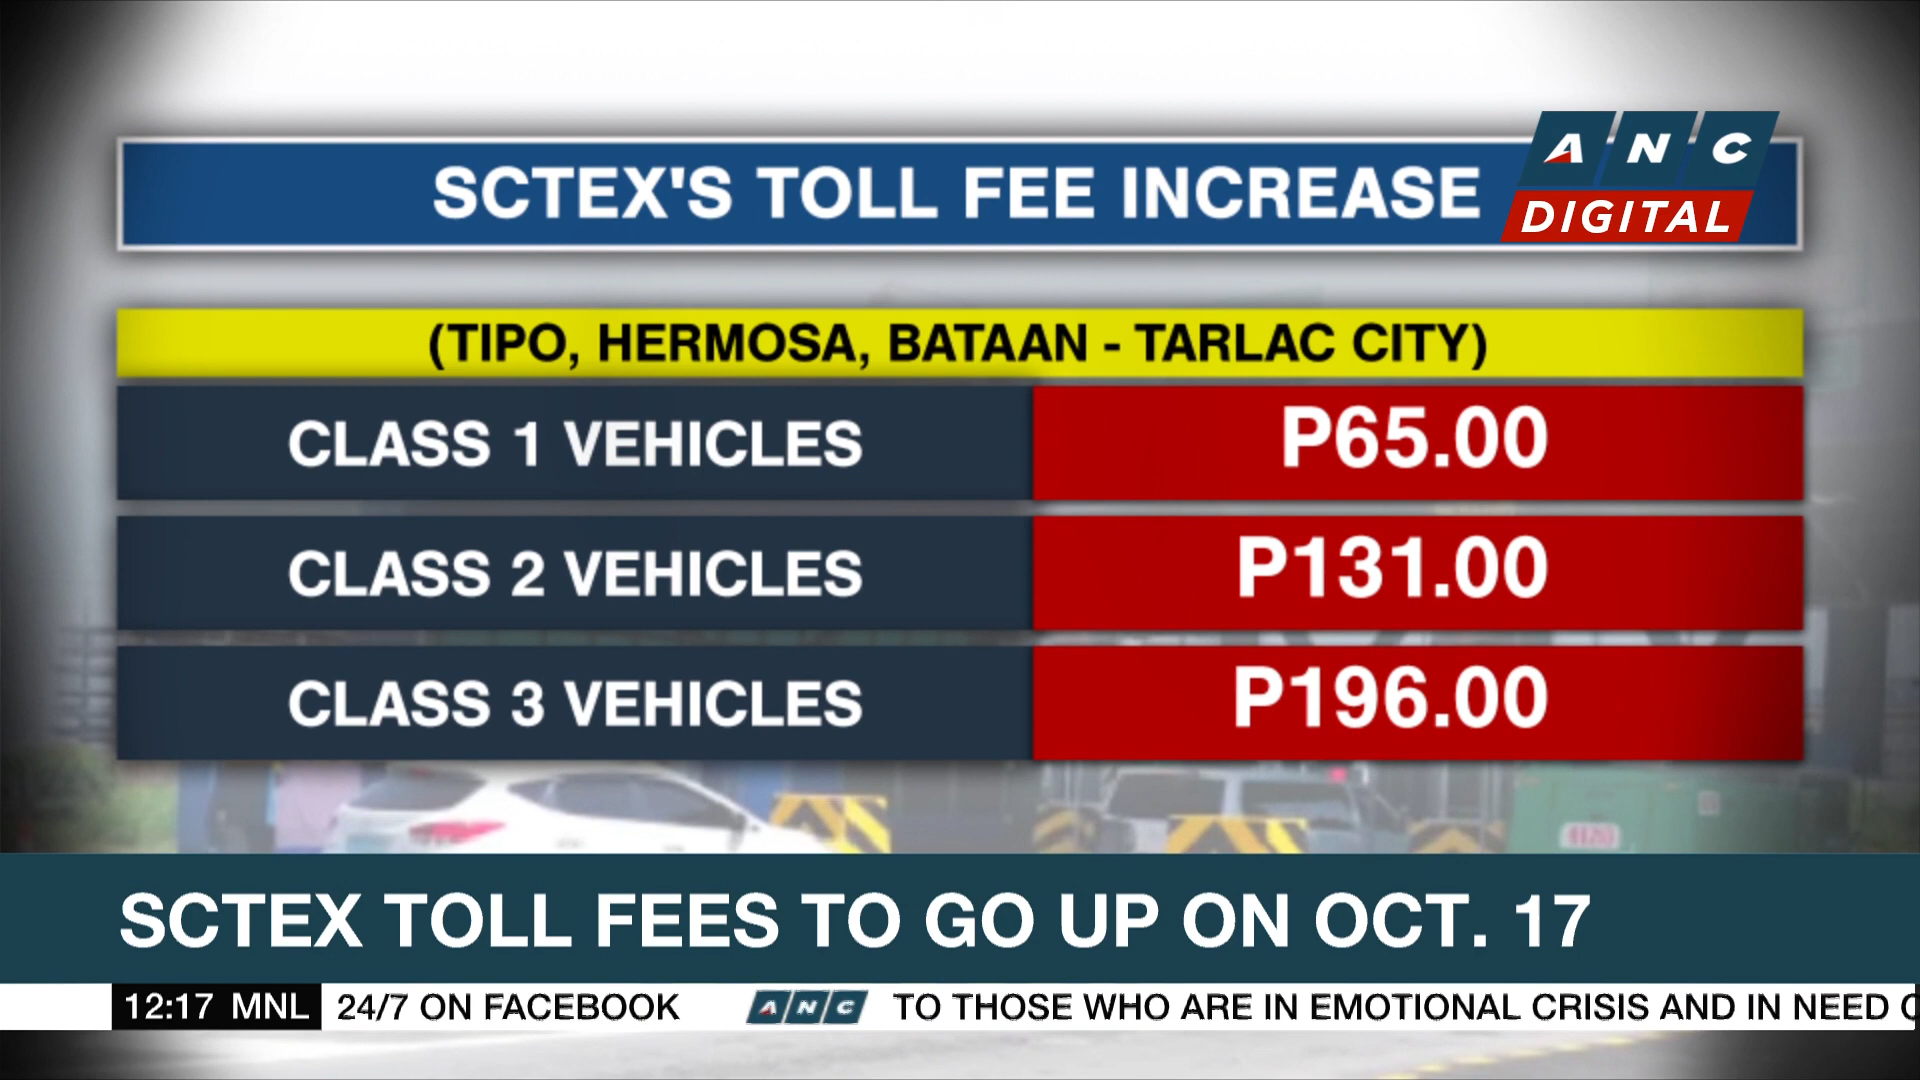 ANC
DIGITAL
SCTEX'S TOLL FEE INCREASE
(TIPO, HERMOSA, BATAAN - TARLAC CITY)
CLASS 1 VEHICLES P65.00
CLASS 2 VEHICLES P131.00
CLASS 3 VEHICLES P196.00
SCTEX TOLL FEES TO GO UP ON OCT. 17
12:17 MNL 24/7 ON FACEBOOK ANC TO THOSE WHO ARE IN EMOTIONAL CRISIS AND IN NEED